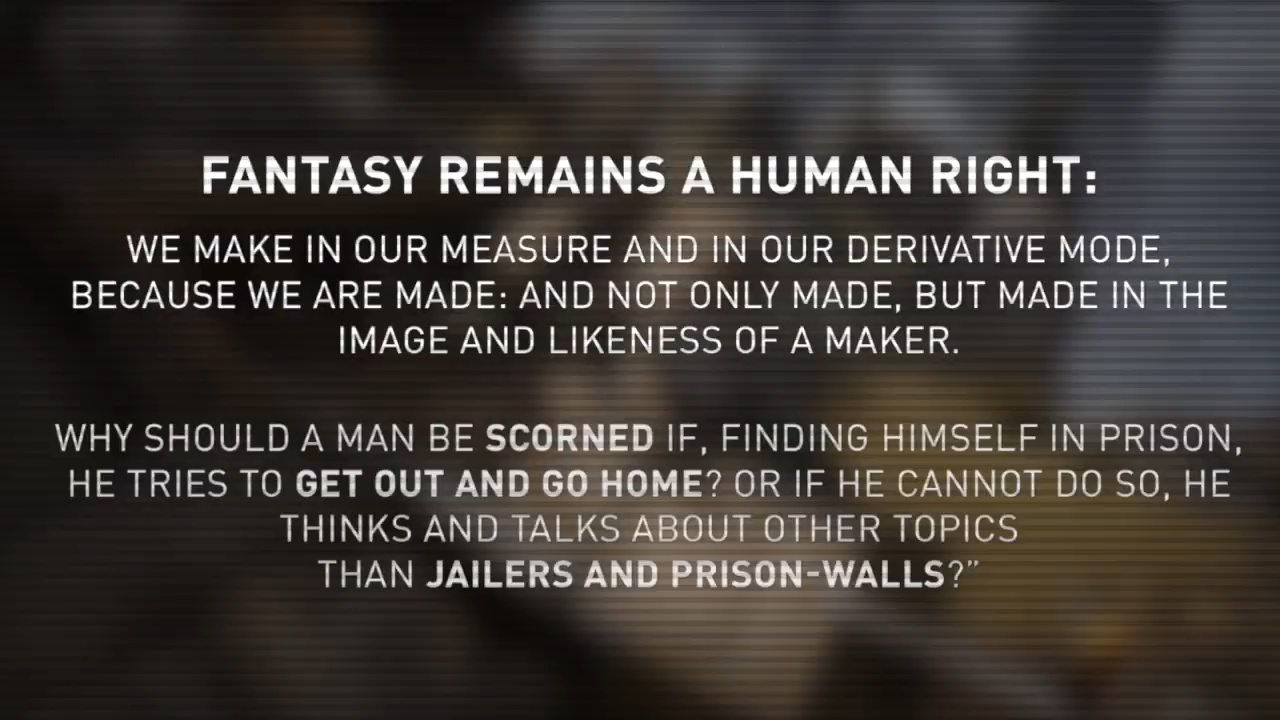 FANTASY REMAINS A HUMAN RIGHT:
WE MAKE IN OUR MEASURE AND IN OUR DERIVATIVE MODE,
BECAUSE WE ARE MADE: AND NOT ONLY MADE, BUT MADE IN THE
IMAGE AND LIKENESS OF A MAKER.
WHY SHOULD A MAN BE SCORNED IF, FINDING HIMSELF IN PRISON,
HE TRIES TO GET OUT AND GO HOME? OR IF HE CANNOT DO SO, HE
THINKS AND TALKS ABOUT OTHER TOPICS
THAN JAILERS AND PRISON-WALLS?”